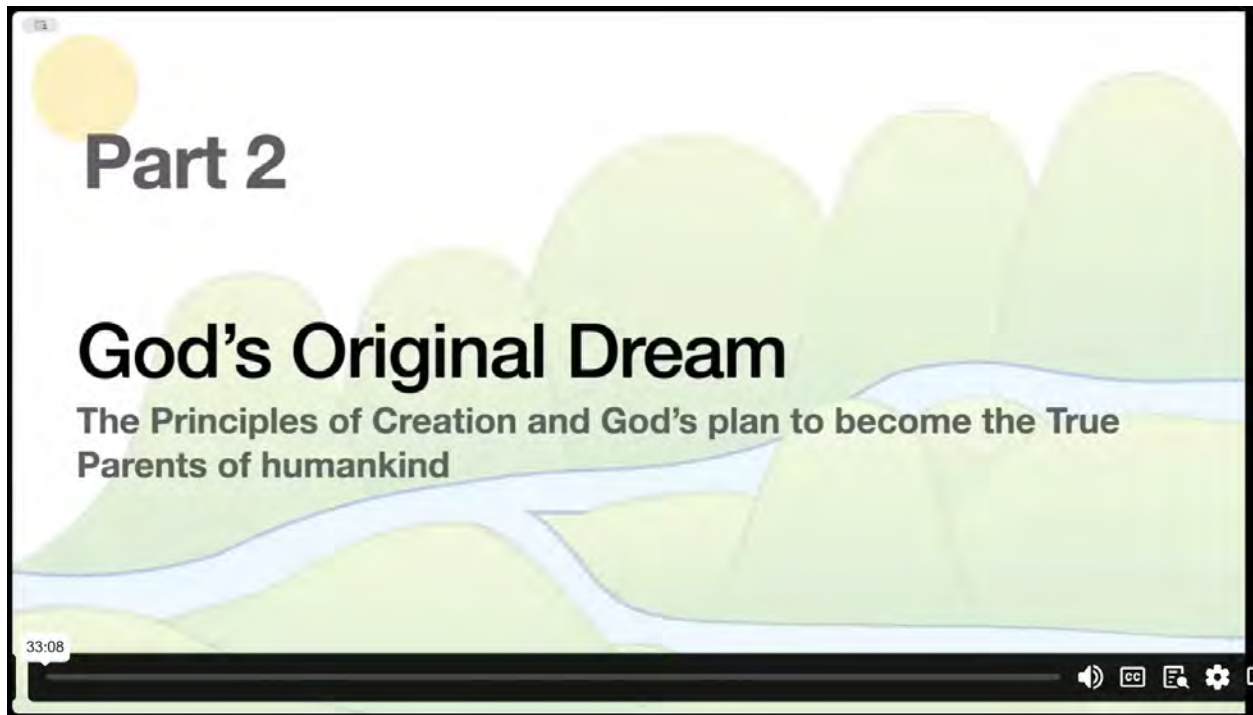 Part 2
God's Original Dream
The Principles of Creation and God's plan to become the True
Parents of humankind
33:08
CC